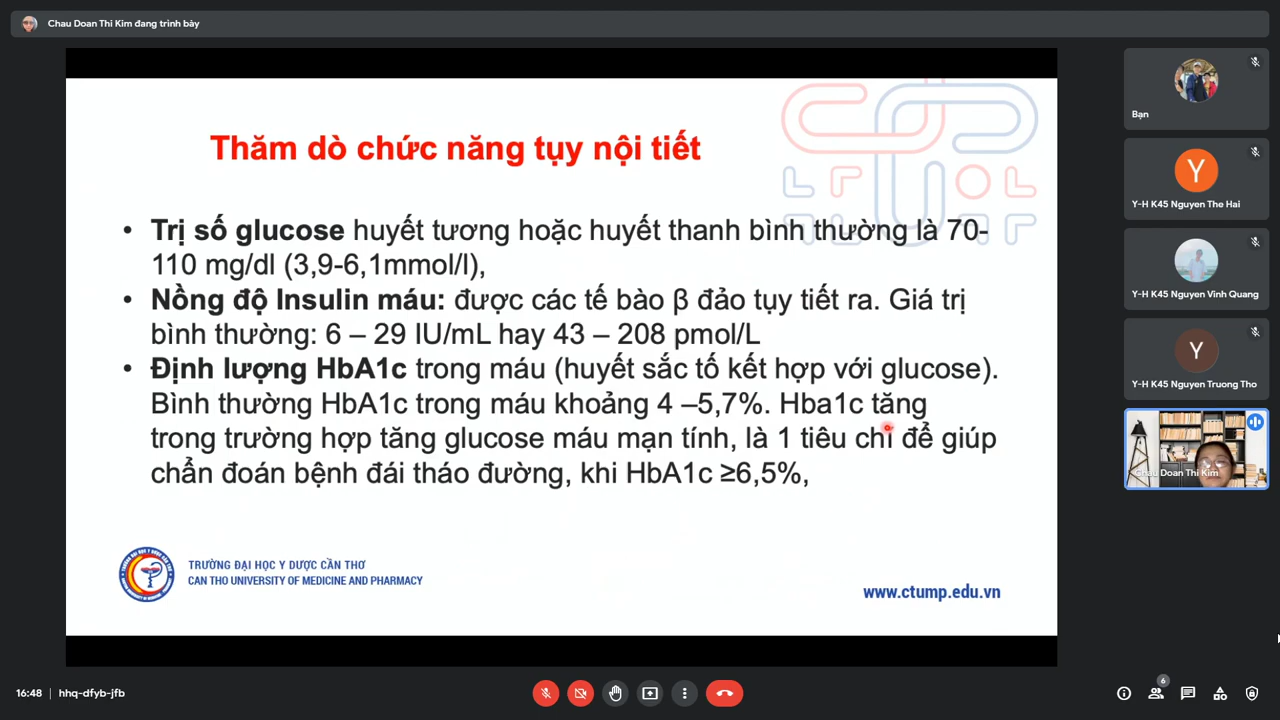 Chau Doan Thi Kim đang trình bày
Thăm dò chức năng tụy nội tiết
• Trị số glucose huyết tương hoặc huyết thanh bình thường là 70-
110 mg/dl (3,9-6,1mmol/l),
• Nồng độ Insulin máu: được các tế bào β đảo tụy tiết ra. Giá trị
bình thường: 6 – 29 IU/mL hay 43 – 208 pmol/L
• Định lượng HbA1c trong máu (huyết sắc tố kết hợp với glucose).
Bình thường HbA1c trong máu khoảng 4 –5,7%. Hba1c tăng
trong trường hợp tăng glucose máu mạn tính, là 1 tiêu chí để giúp
chẩn đoán bệnh đái tháo đường, khi HbA1c ≥6,5%,
TRƯỜNG ĐẠI HỌC Y DƯỢC CẦN THƠ
CAN THO UNIVERSITY OF MEDICINE AND PHARMACY
www.ctump.edu.vn
Bạn
Y
Y-H K45 Nguyen The Hai
Y-H K45 Nguyen Vinh Quang
Y
Y-H K45 Nguyen Truong Tho
Chau Doan Thi Kim
16:48 | hhq-dfyb-jfb
6